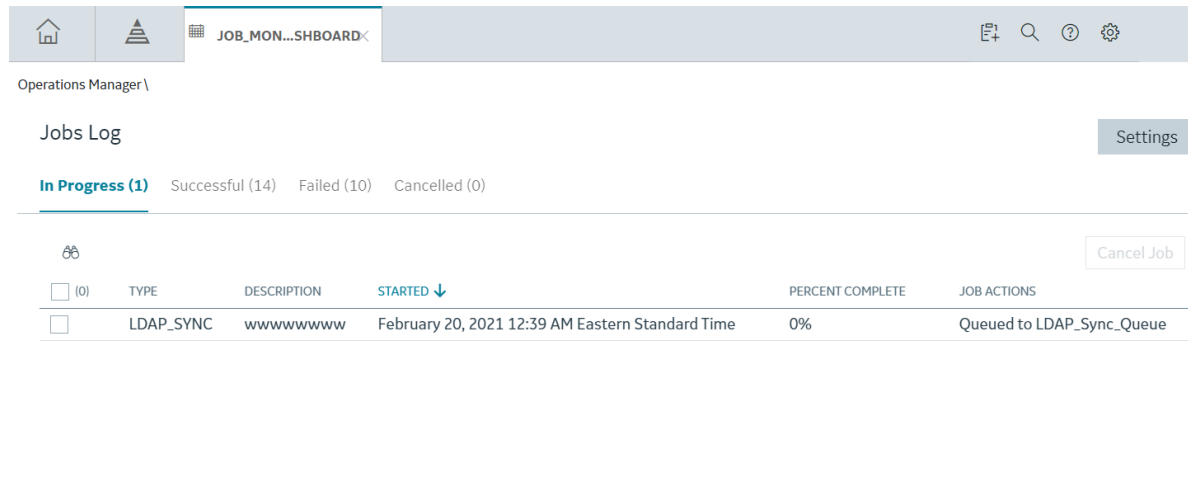 JOB_MON...SHBOARD
Operations Manager\
Jobs Log
Settings
In Progress (1) Successful (14) Failed (10) Cancelled (0)
Cancel Job
(0) TYPE DESCRIPTION STARTED PERCENT COMPLETE JOB ACTIONS
LDAP_SYNC wwwwwwww February 20, 2021 12:39 AM Eastern Standard Time 0% Queued to LDAP_Sync_Queue